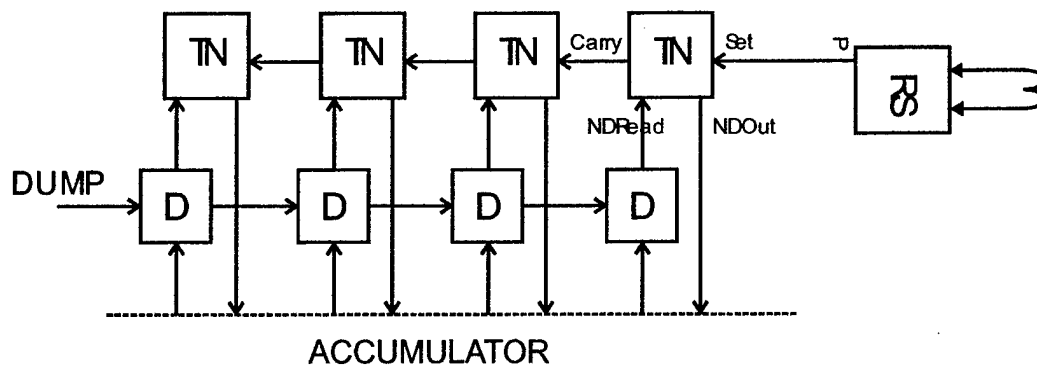 TN TN TN Carry TN Set P RS
NDRead NDOut
DUMP D D D D
ACCUMULATOR